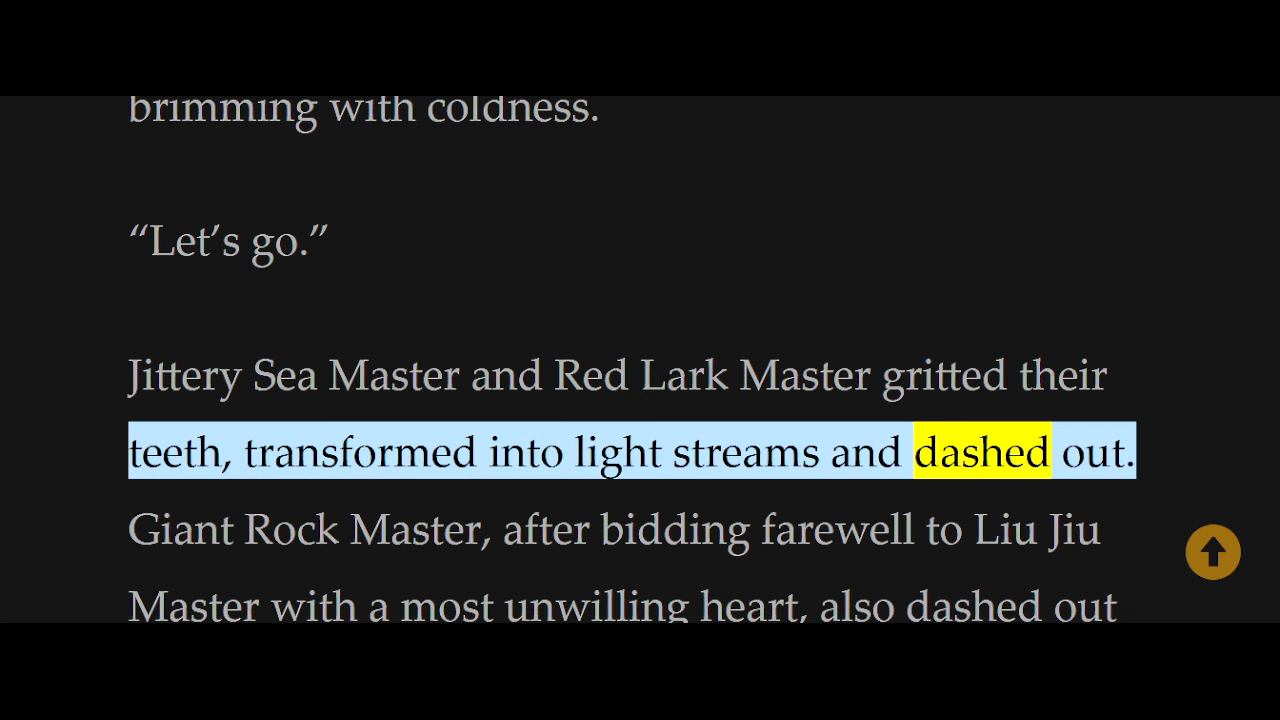 brimming with coldness.
“Let’s go.”
Jittery Sea Master and Red Lark Master gritted their
teeth, transformed into light streams and dashed out.
Giant Rock Master, after bidding farewell to Liu Jiu
Master with a most unwilling heart, also dashed out